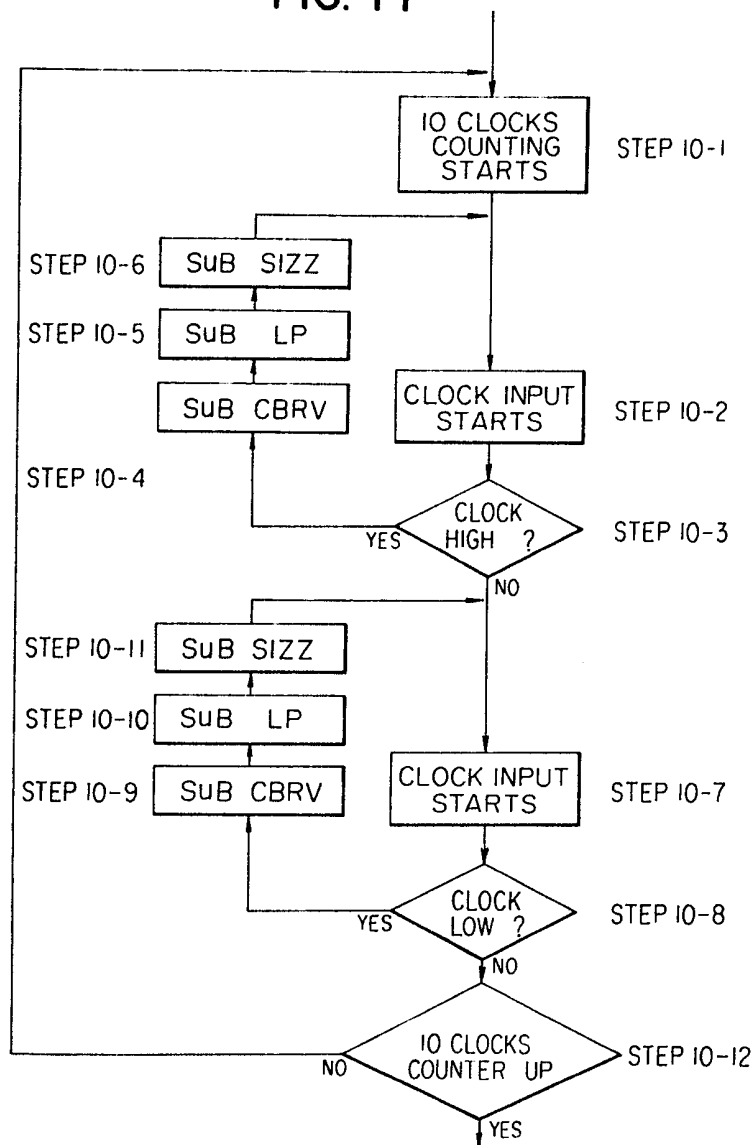 10 CLOCKS
COUNTING
STARTS
STEP 10-1
STEP 10-6
SuB SIZZ
STEP 10-5
SuB LP
SuB CBRV
CLOCK INPUT
STARTS
STEP 10-2
STEP 10-4
CLOCK
HIGH ?
YES
STEP 10-3
NO
STEP 10-11
SuB SIZZ
STEP 10-10
SuB LP
STEP 10-9
SuB CBRV
CLOCK INPUT
STARTS
STEP 10-7
CLOCK
LOW ?
YES
STEP 10-8
NO
10 CLOCKS
COUNTER UP
STEP 10-12
NO
YES